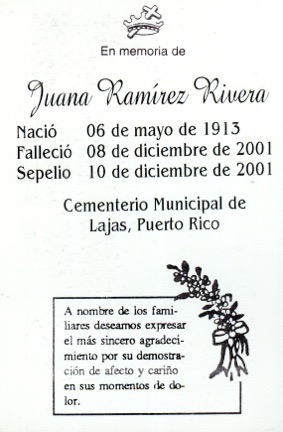 En memoria de
Juana Ramírez Rivera
Nació 06 de mayo de 1913
Falleció 08 de diciembre de 2001
Sepelio 10 de diciembre de 2001
Cementerio Municipal de
Lajas, Puerto Rico
A nombre de los fami-
liares deseamos expresar
el más sincero agradeci-
miento por su demostra-
ción de afecto y cariño
en sus momentos de do-
lor.